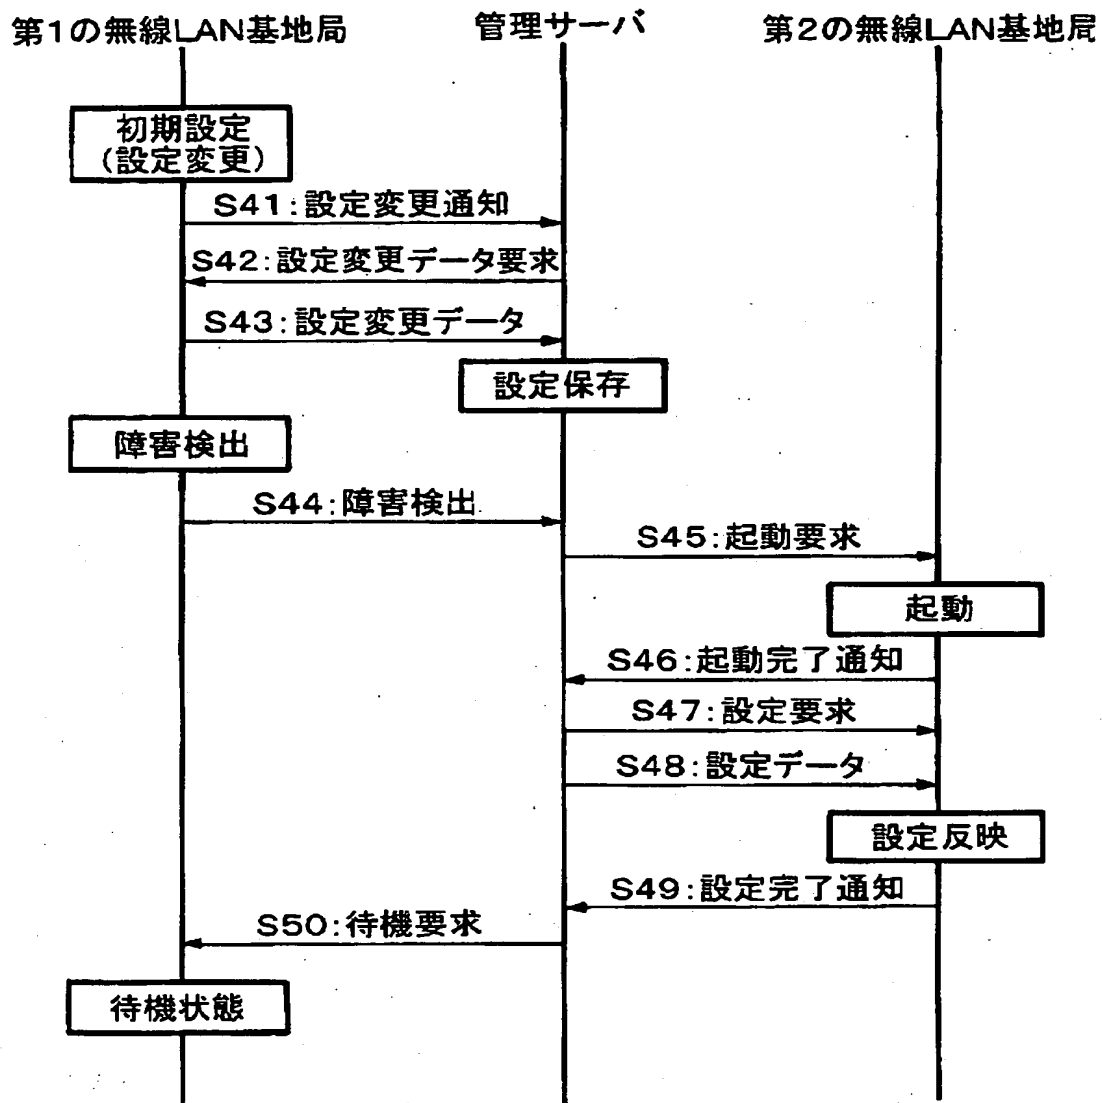 第1の無線LAN基地局
管理サーバ
第2の無線LAN基地局
初期設定
(設定変更)
S41:設定変更通知
S42:設定変更データ要求
S43:設定変更データ
設定保存
障害検出
S44:障害検出
S45:起動要求
起動
S46:起動完了通知
S47:設定要求
S48:設定データ
設定反映
S49:設定完了通知
S50:待機要求
待機状態